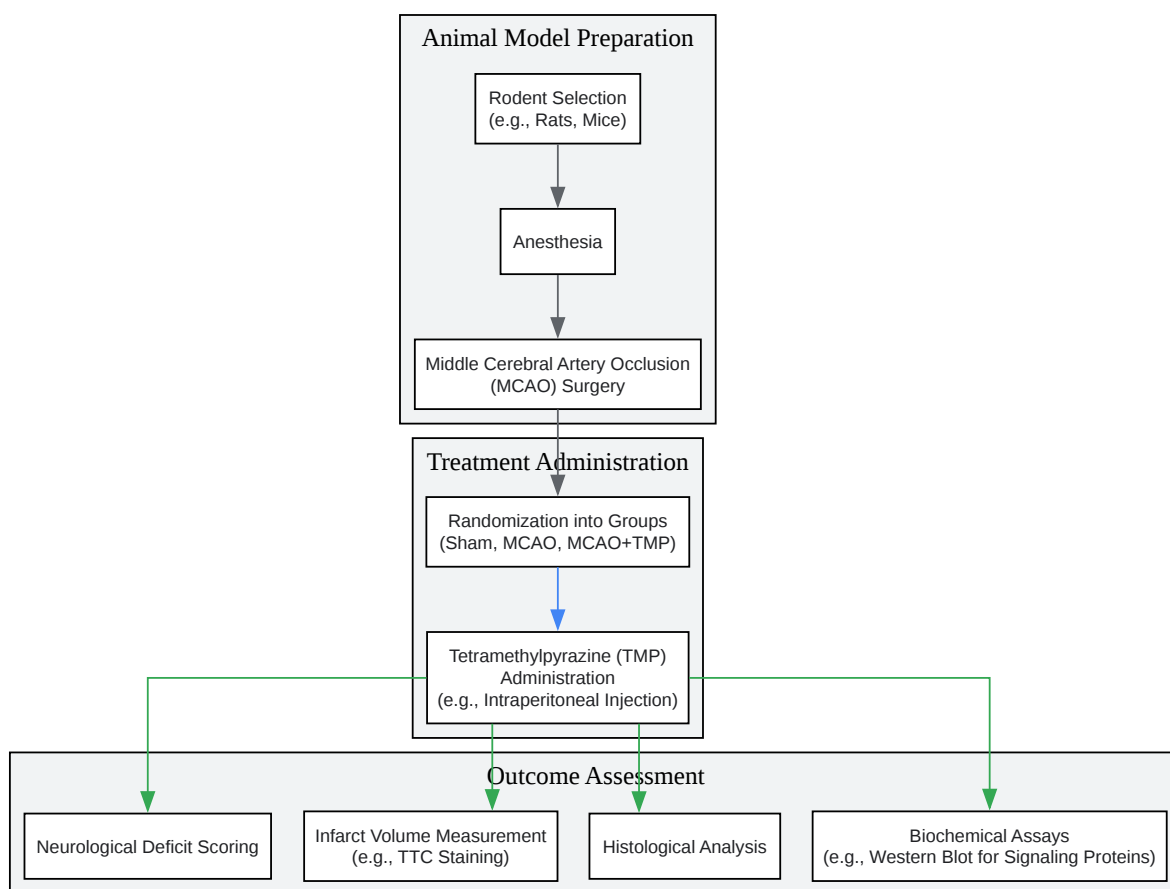 Animal Model Preparation
Rodent Selection
(e.g., Rats, Mice)
Anesthesia
Middle Cerebral Artery Occlusion
(MCAO) Surgery
Treatment Administration
Randomization into Groups
(Sham, MCAO, MCAO+TMP)
Tetramethylpyrazine (TMP)
Administration
(e.g., Intraperitoneal Injection)
Outcome Assessment
Neurological Deficit Scoring
Infarct Volume Measurement
(e.g., TTC Staining)
Histological Analysis
Biochemical Assays
(e.g., Western Blot for Signaling Proteins)